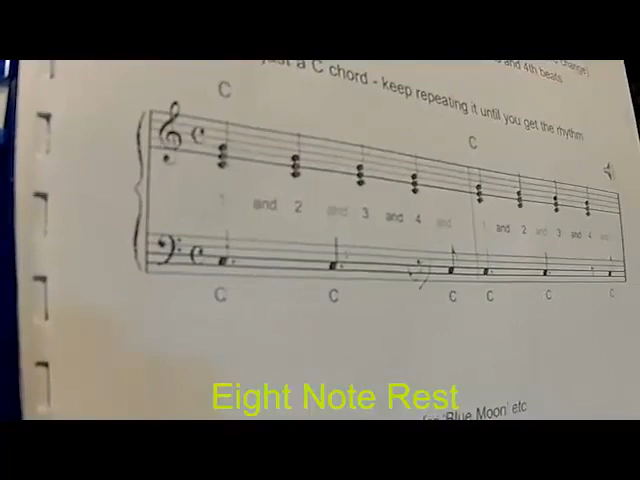 change)
and 4th beats
a C chord - keep repeating it until you get the rhythm
C C
1 and 2 and 3 and 4 and 1 and 2 and 3 and 4 and
C C C C C C
Eight Note Rest
'Blue Moon' etc